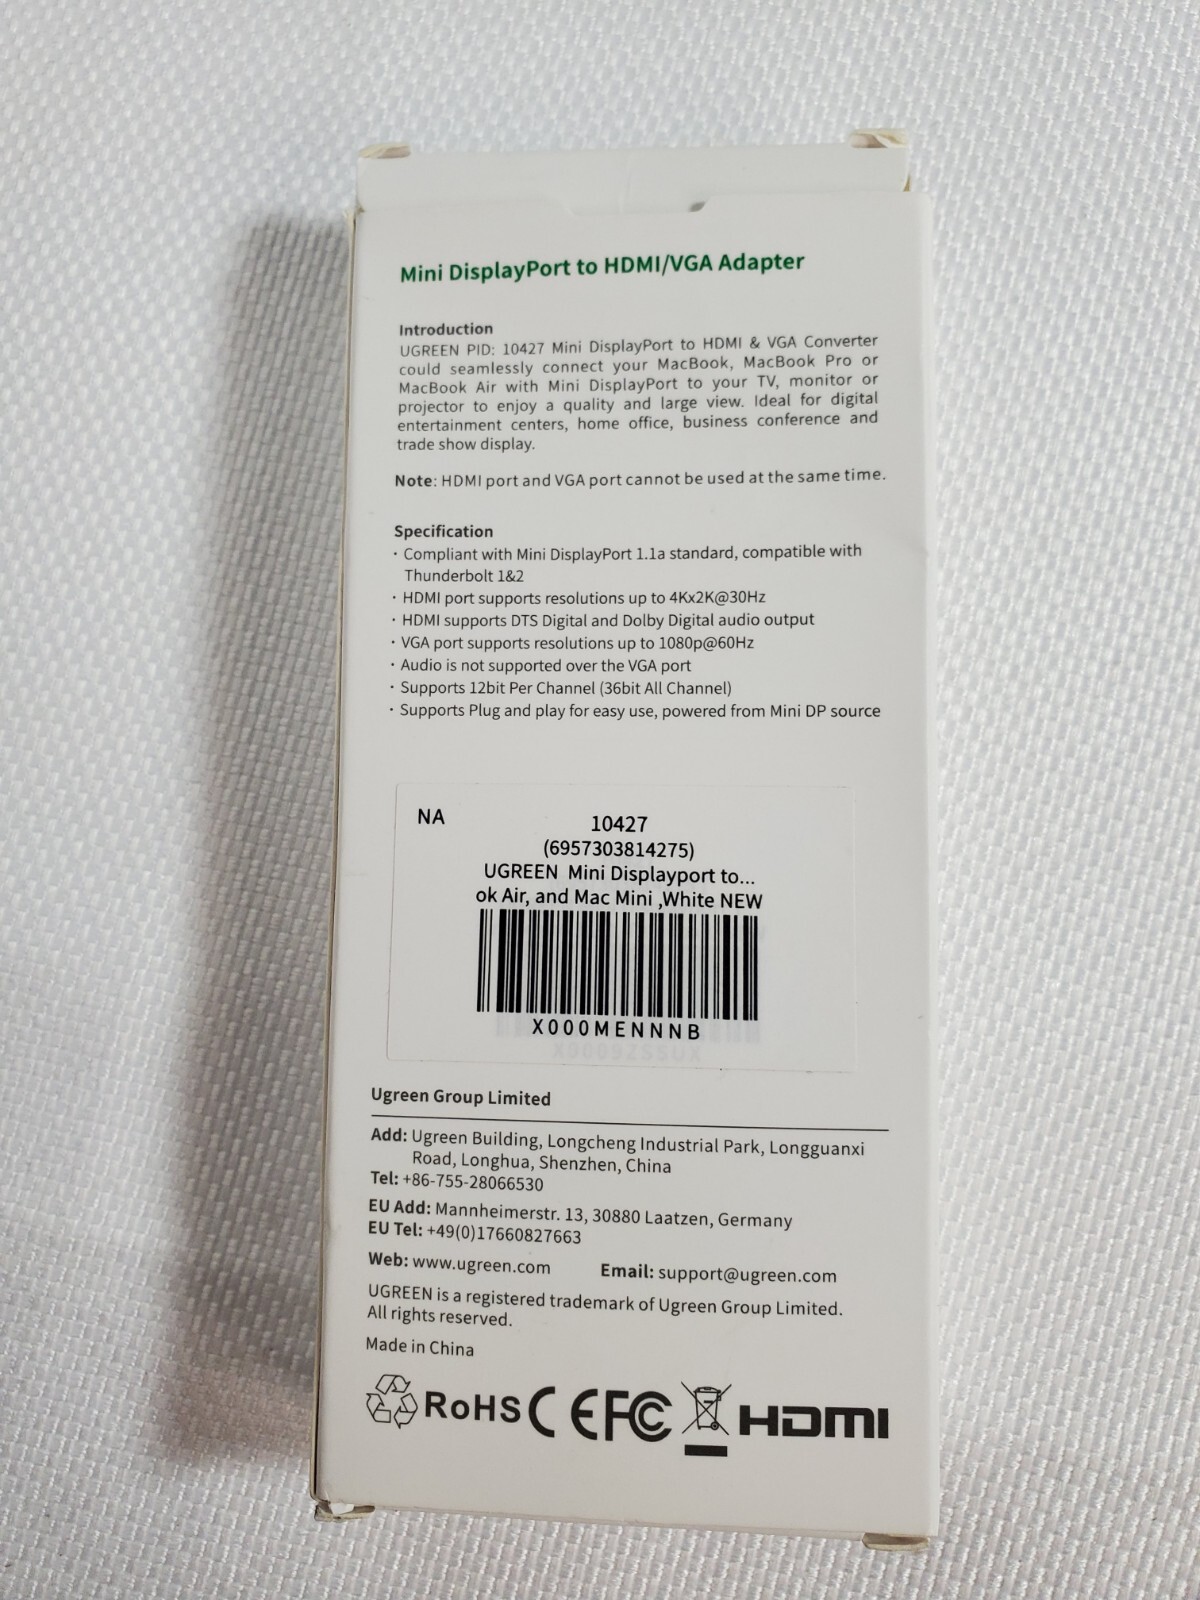 Mini DisplayPort to HDMI/VGA Adapter
Introduction
UGREEN PID: 10427 Mini DisplayPort to HDMI & VGA Converter
could seamlessly connect your MacBook, MacBook Pro or
MacBook Air with Mini DisplayPort to your TV, monitor or
projector to enjoy a quality and large view. Ideal for digital
entertainment centers, home office, business conference and
trade show display.
Note: HDMI port and VGA port cannot be used at the same time.
Specification
· Compliant with Mini DisplayPort 1.1a standard, compatible with
Thunderbolt 1&2
· HDMI port supports resolutions up to 4Kx2K@30Hz
· HDMI supports DTS Digital and Dolby Digital audio output
· VGA port supports resolutions up to 1080p@60Hz
· Audio is not supported over the VGA port
· Supports 12bit Per Channel (36bit All Channel)
· Supports Plug and play for easy use, powered from Mini DP source
NA
10427
(6957303814275)
UGREEN Mini Displayport to...
ok Air, and Mac Mini ,White NEW
X000MENNNB
Ugreen Group Limited
Add: Ugreen Building, Longcheng Industrial Park, Longguanxi
Road, Longhua, Shenzhen, China
Tel: +86-755-28066530
EU Add: Mannheimerstr. 13, 30880 Laatzen, Germany
EU Tel: +49(0)17660827663
Web: www.ugreen.com Email: support@ugreen.com
UGREEN is a registered trademark of Ugreen Group Limited.
All rights reserved.
Made in China
RoHS CE FC HDMI